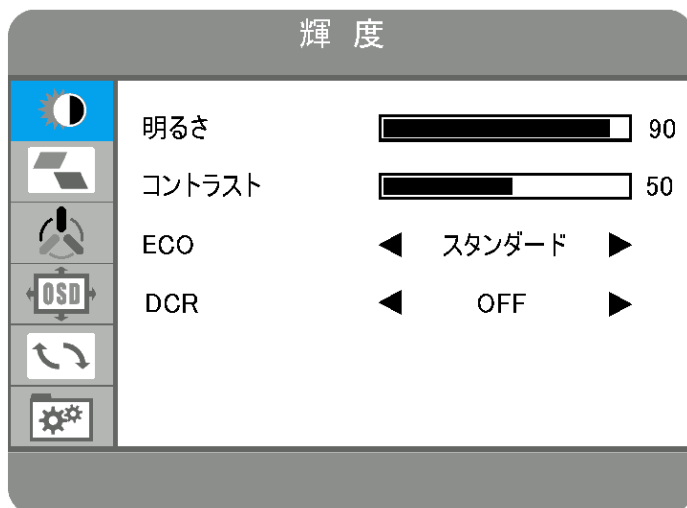 輝 度
明るさ 90
コントラスト 50
ECO ◀ スタンダード ▶
OSD
DCR ◀ OFF ▶